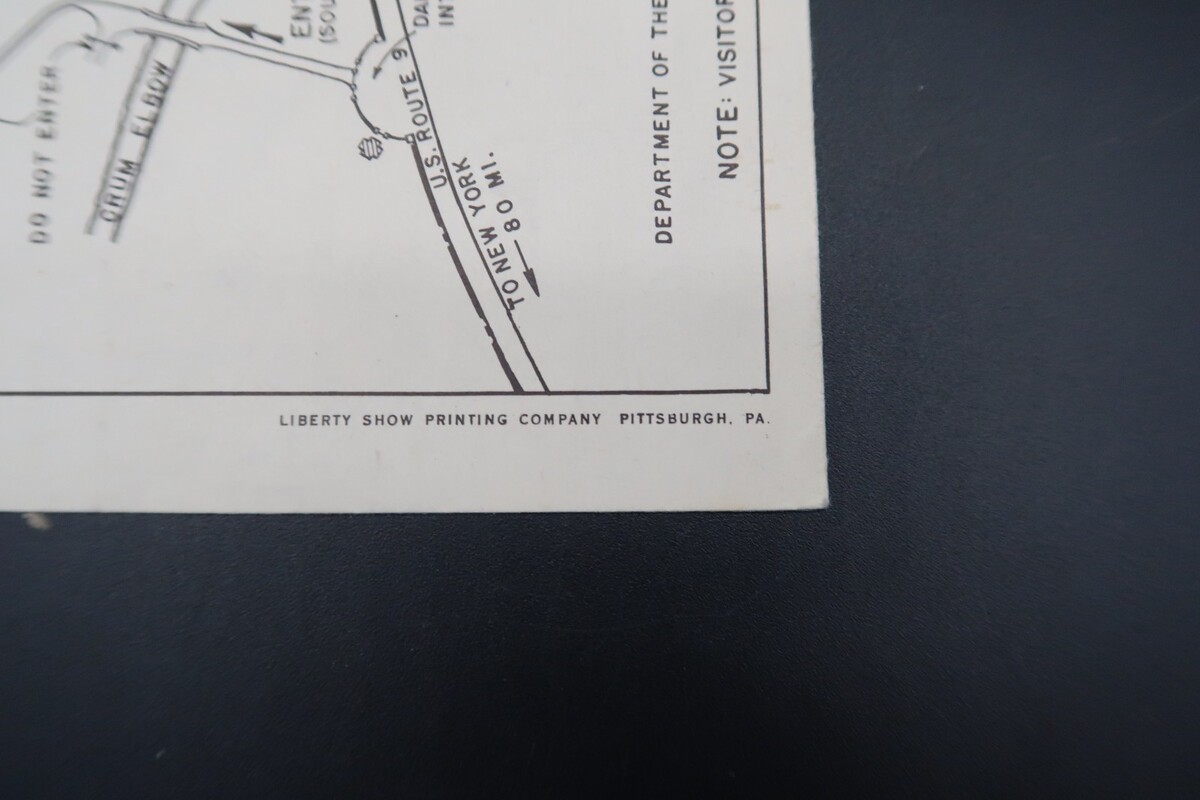 DO NOT ENTER
CRUM ELBOW
U.S. ROUTE 9
TO NEW YORK
80 MI.
DEPARTMENT OF THE
NOTE:
LIBERTY SHOW PRINTING COMPANY PITTSBURGH, PA.